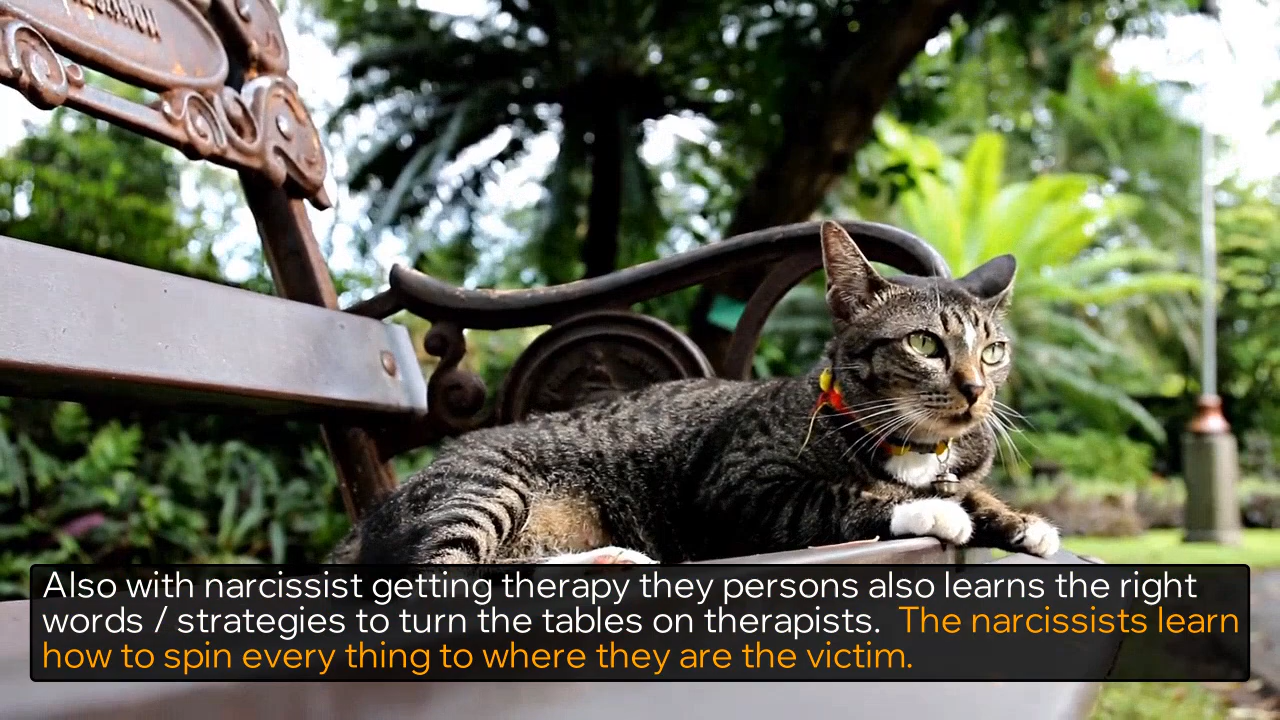 Also with narcissist getting therapy they persons also learns the right
words / strategies to turn the tables on therapists.  The narcissists learn
how to spin every thing to where they are the victim.